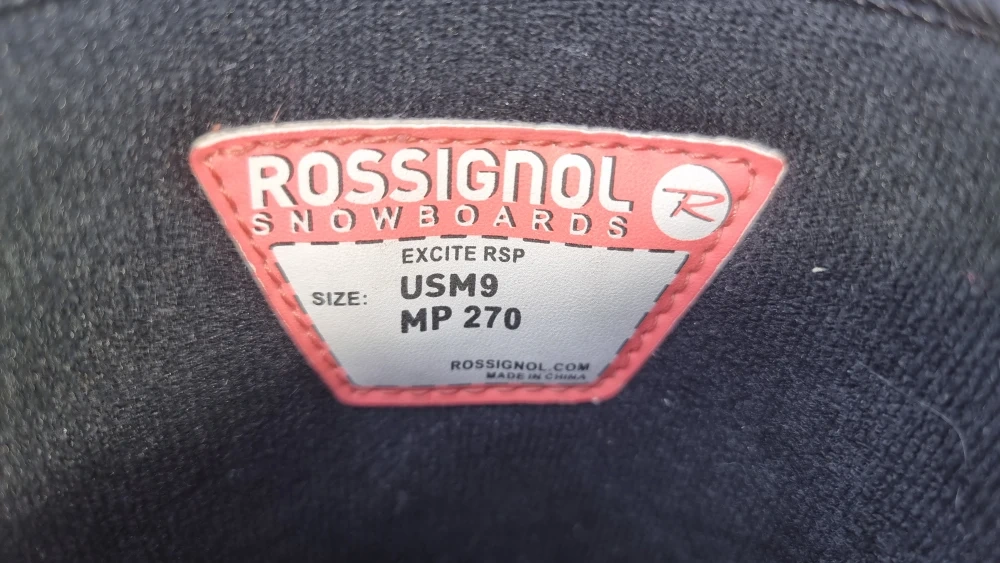 ROSSIGNOL
SNOWBOARDS
R
EXCITE RSP
SIZE: USM9
MP 270
ROSSIGNOL.COM
MADE IN CHINA